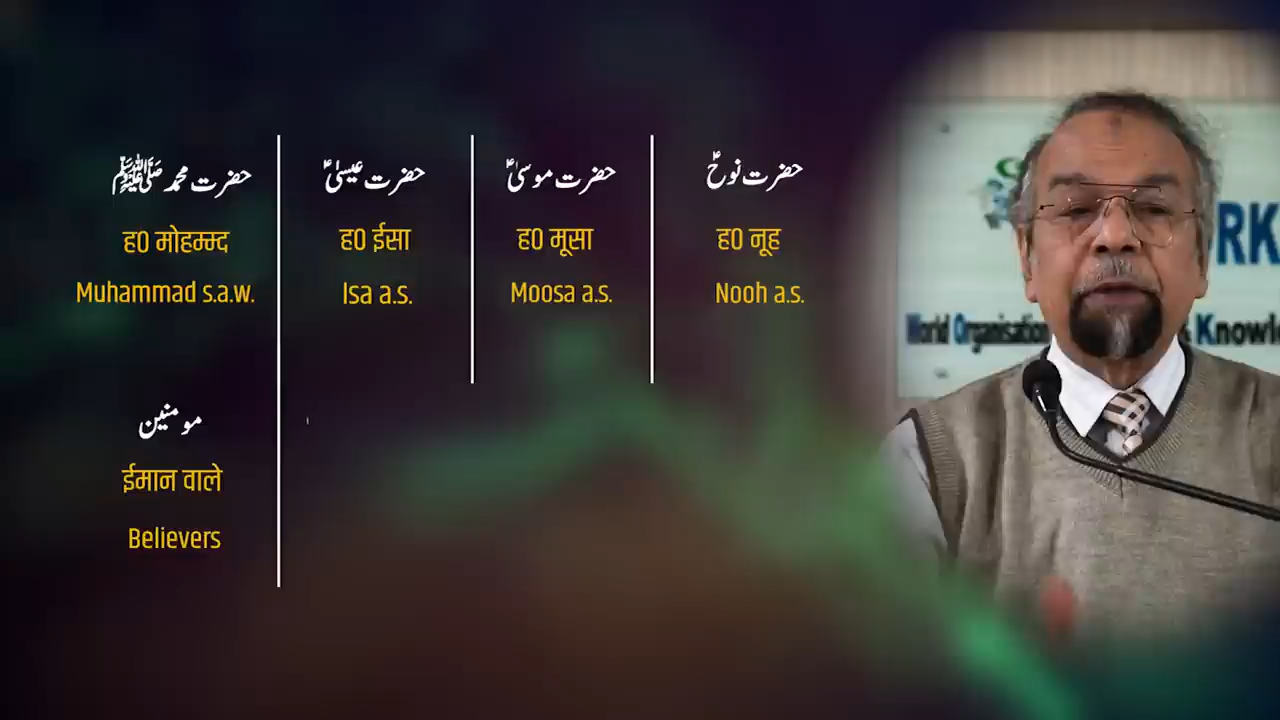 حضرت محمد ﷺ
ह0 मोहम्मद
Muhammad s.a.w.
حضرت عیسیٰؑ
ह0 ईसा
Isa a.s.
حضرت موسیٰؑ
ह0 मूसा
Moosa a.s.
حضرت نوحؑ
ह0 नूह
Nooh a.s.
مومنین
ईमान वाले
Believers
World Organisation
& Knowle